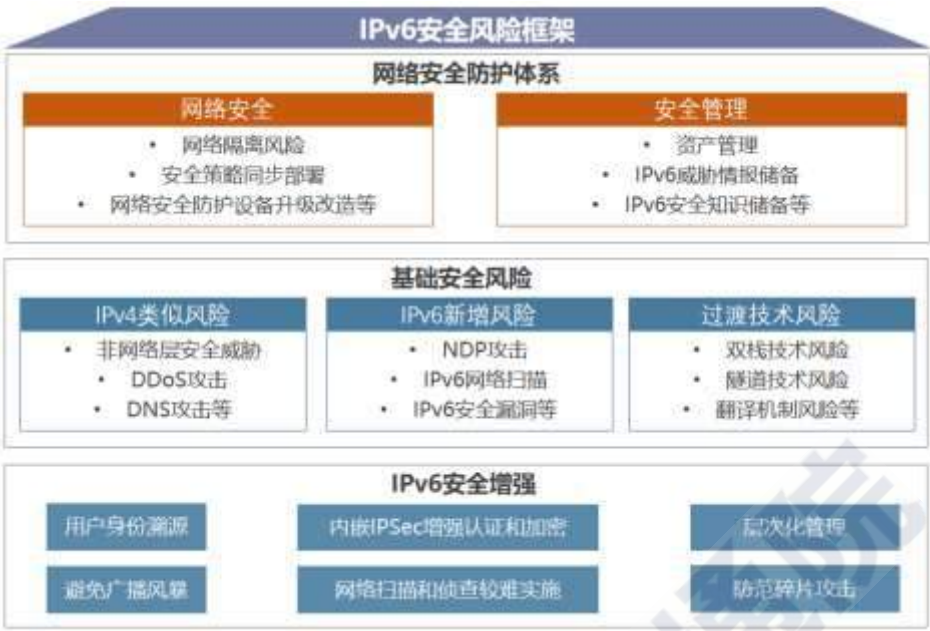 IPv6安全风险框架
网络安全防护体系
网络安全
• 网络隔离风险
• 安全策略同步部署
• 网络安全防护设备升级改造等
安全管理
• 资产管理
• IPv6威胁情报储备
• IPv6安全知识储备等
基础安全风险
IPv4类似风险
• 非网络层安全威胁
• DDoS攻击
• DNS攻击等
IPv6新增风险
• NDP攻击
• IPv6网络扫描
• IPv6安全漏洞等
过渡技术风险
• 双栈技术风险
• 隧道技术风险
• 翻译机制风险等
IPv6安全增强
用户身份溯源
内嵌IPSec增强认证和加密
层次化管理
避免广播风暴
网络扫描和侦查较难实施
防范碎片攻击